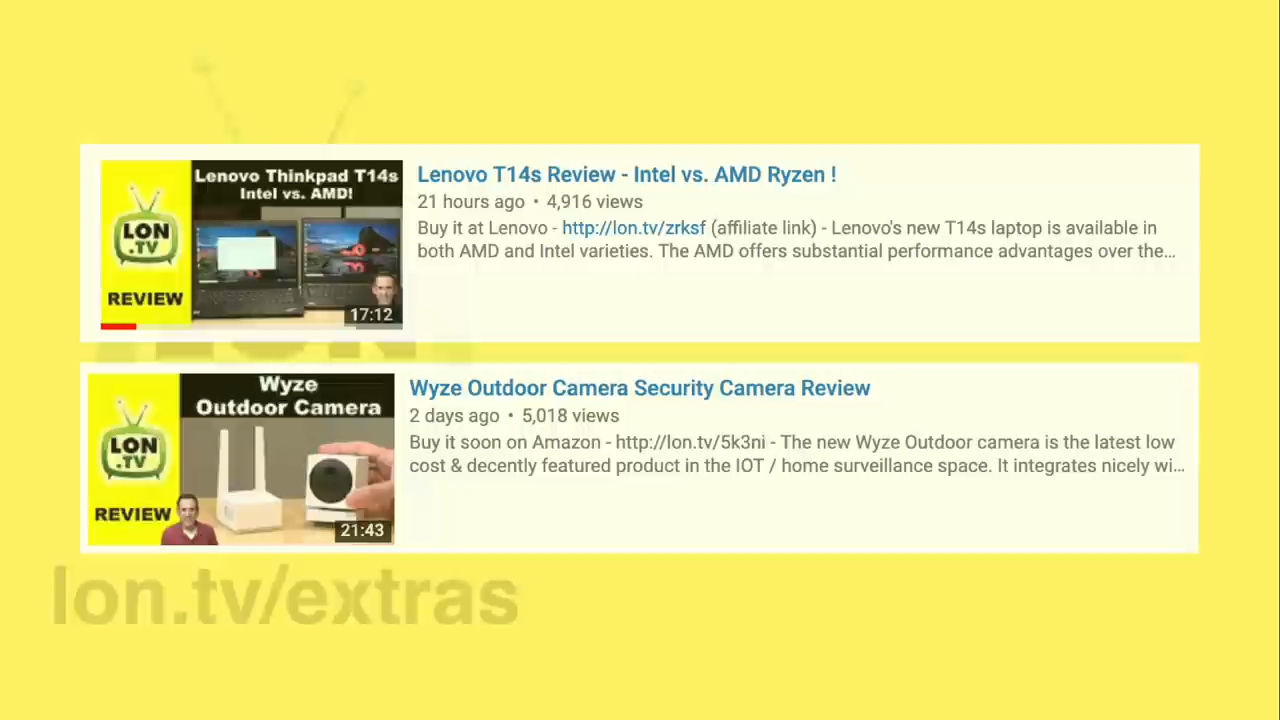 Lenovo Thinkpad T14s
Intel vs. AMD!
LON
.TV
REVIEW
17:12
Lenovo T14s Review - Intel vs. AMD Ryzen !
21 hours ago • 4,916 views
Buy it at Lenovo - http://lon.tv/zrksf (affiliate link) - Lenovo's new T14s laptop is available in
both AMD and Intel varieties. The AMD offers substantial performance advantages over the...
Wyze
Outdoor Camera
LON
.TV
REVIEW
21:43
Wyze Outdoor Camera Security Camera Review
2 days ago • 5,018 views
Buy it soon on Amazon - http://lon.tv/5k3ni - The new Wyze Outdoor camera is the latest low
cost & decently featured product in the IOT / home surveillance space. It integrates nicely wi...
lon.tv/extras